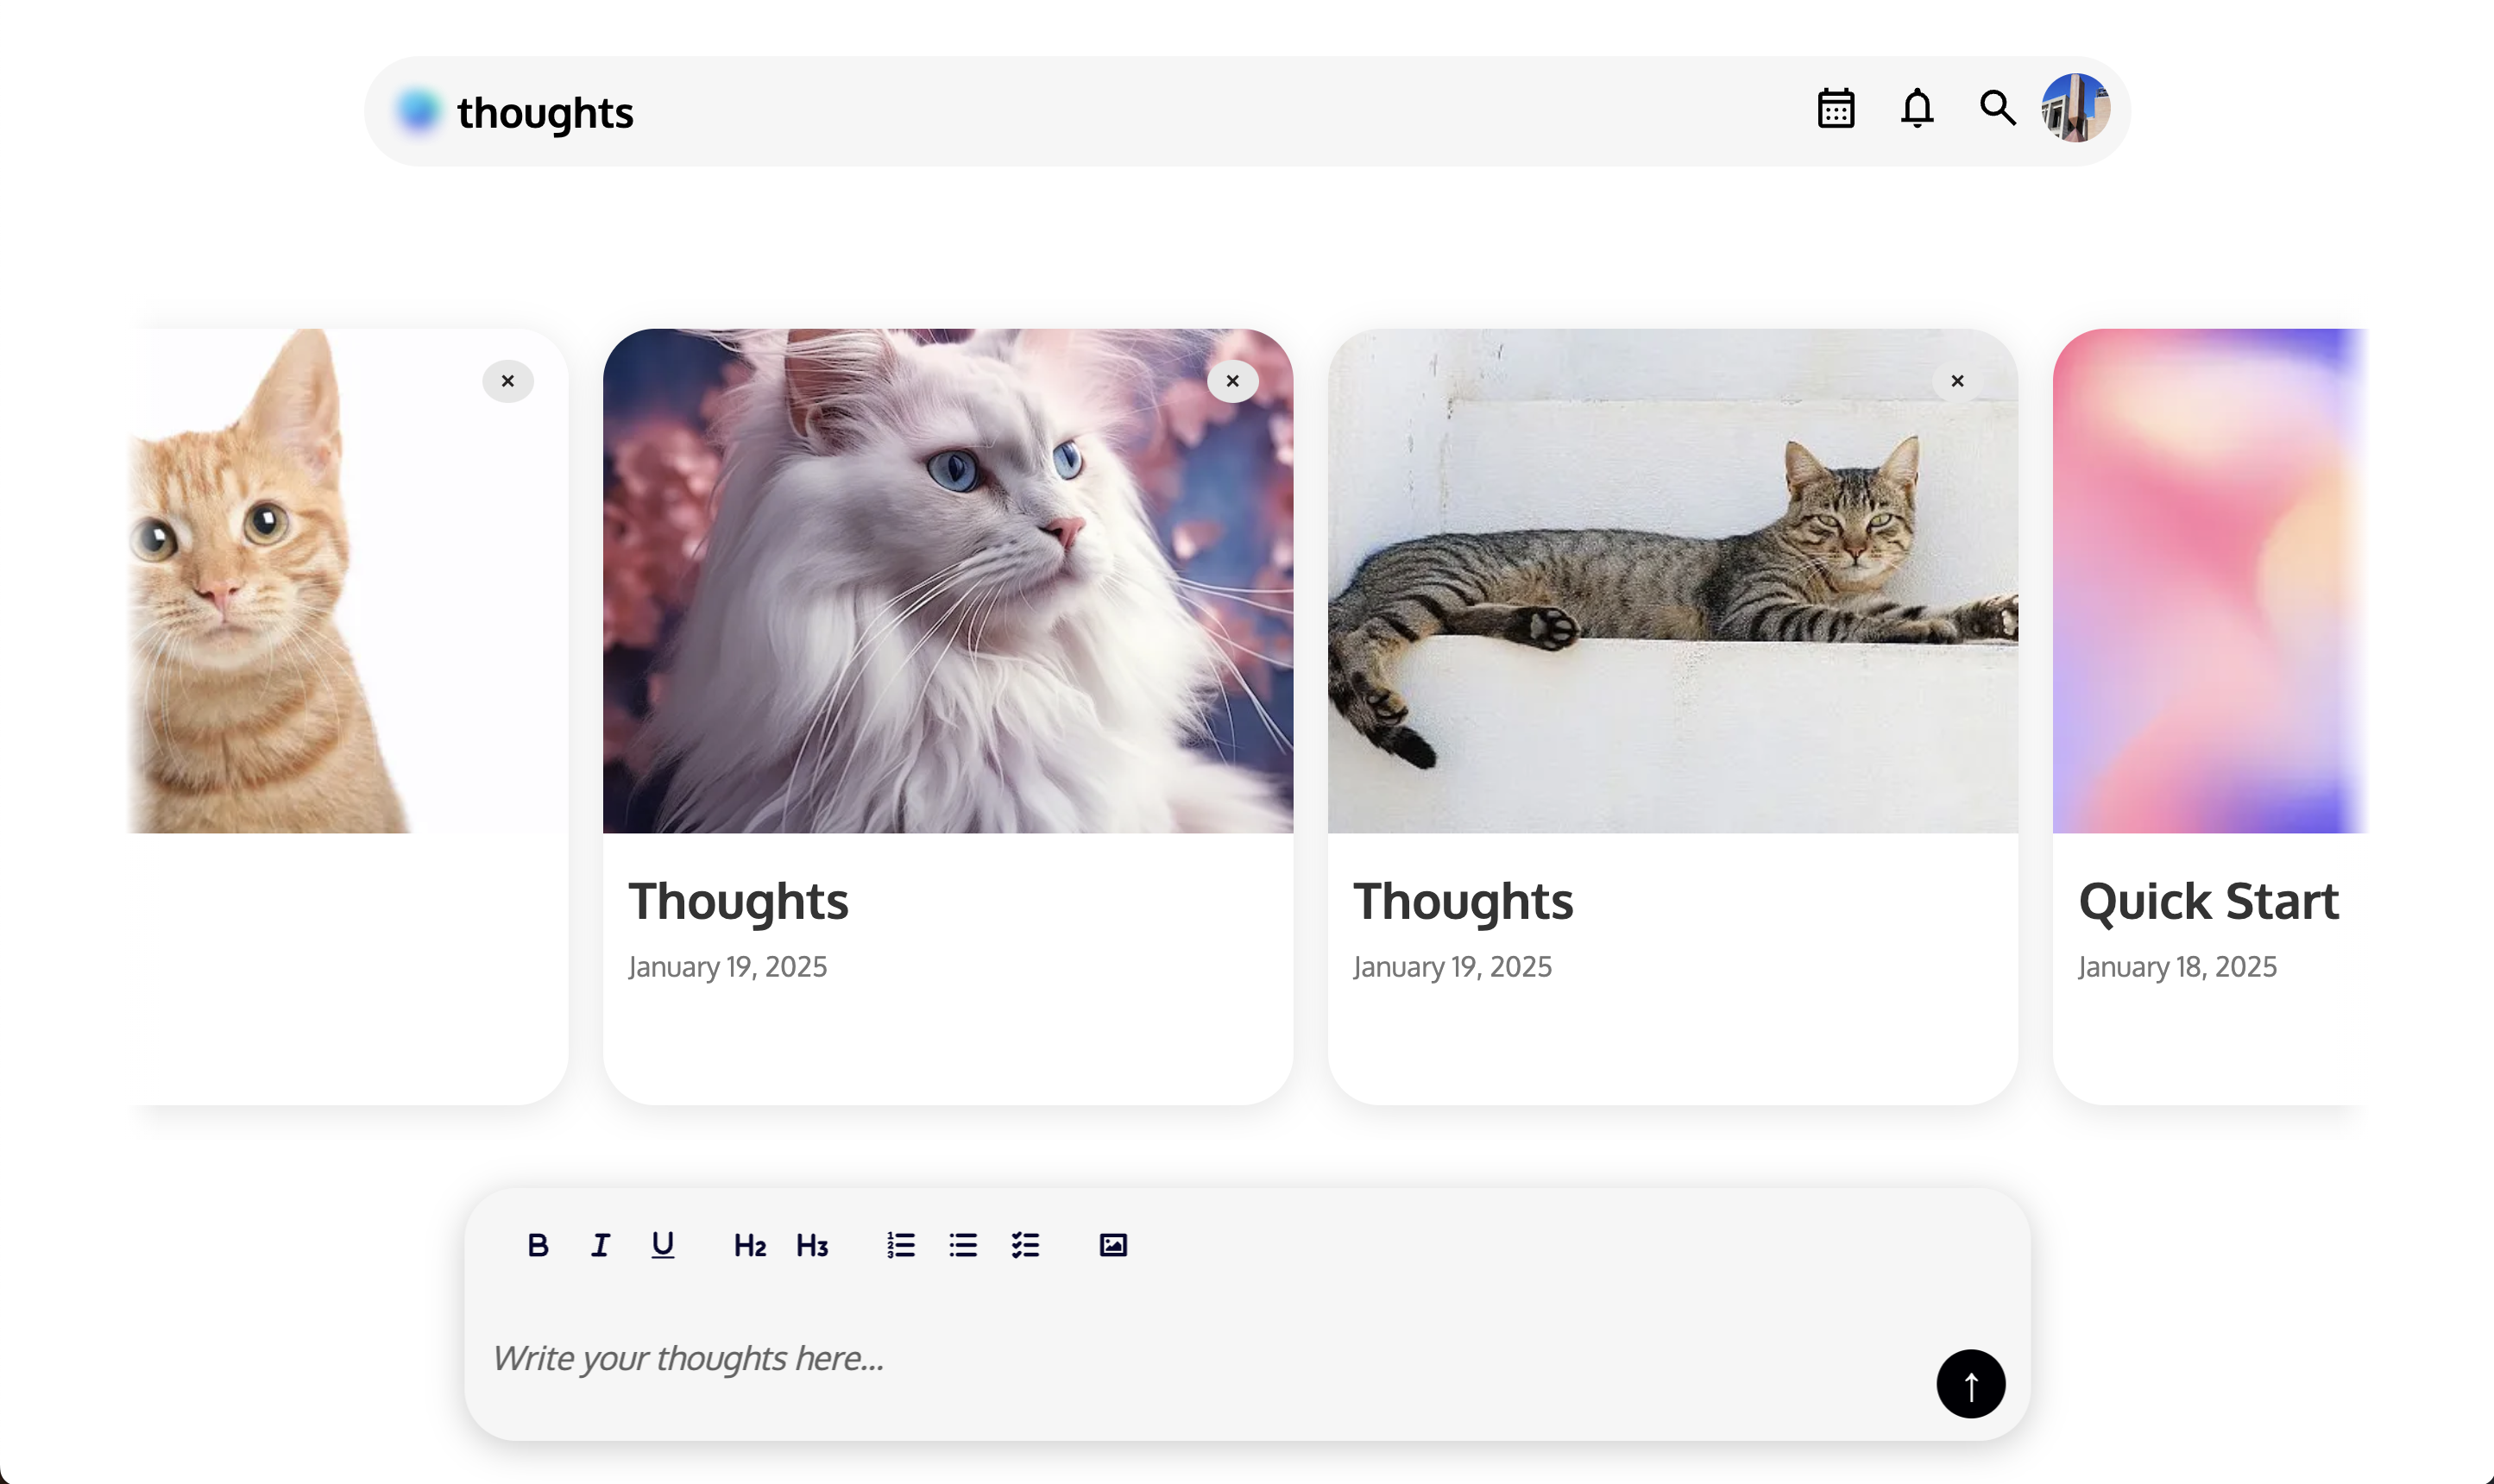 thoughts
×
×
×
Thoughts
January 19, 2025
Thoughts
January 19, 2025
Quick Start
January 18, 2025
B I U H2 H3
Write your thoughts here...
↑